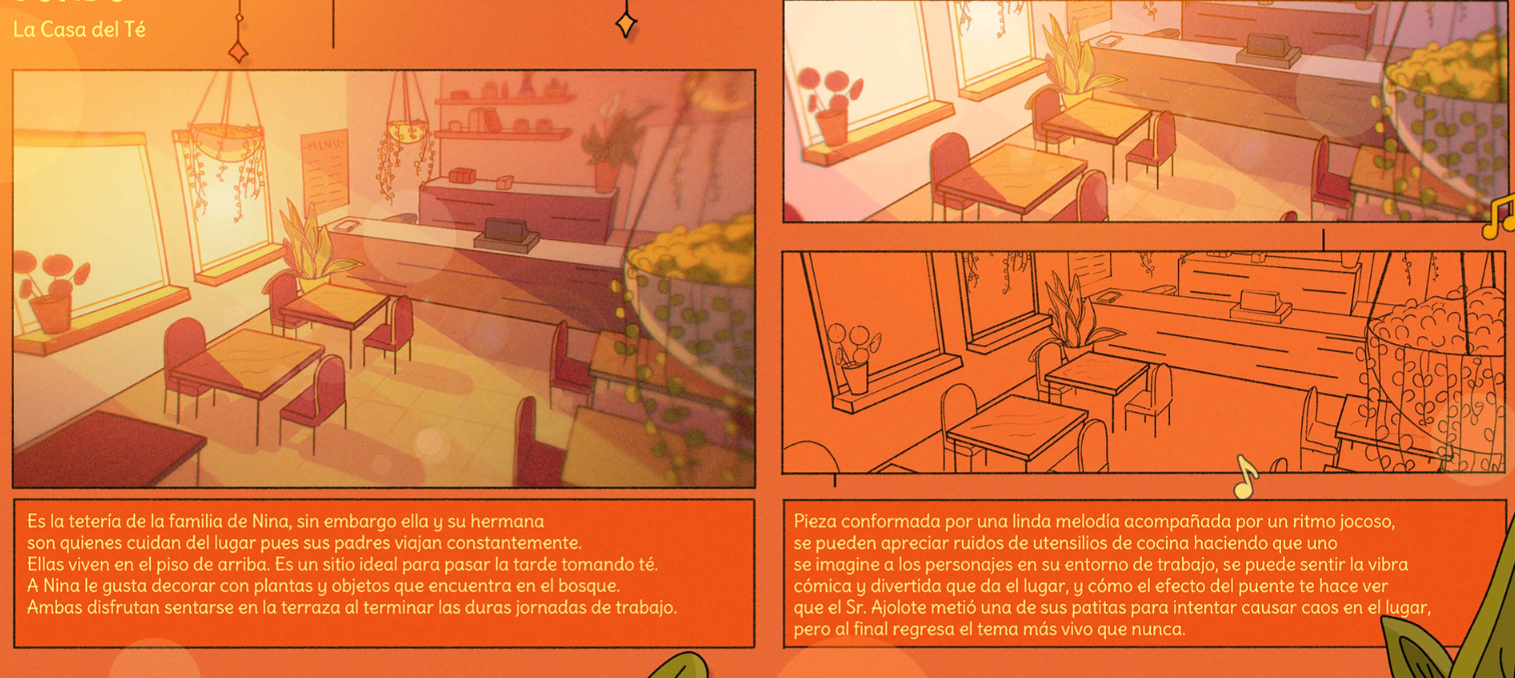 La Casa del Té
MENU
Es la tetería de la familia de Nina, sin embargo ella y su hermana
son quienes cuidan del lugar pues sus padres viajan constantemente.
Ellas viven en el piso de arriba. Es un sitio ideal para pasar la tarde tomando té.
A Nina le gusta decorar con plantas y objetos que encuentra en el bosque.
Ambas disfrutan sentarse en la terraza al terminar las duras jornadas de trabajo.
Pieza conformada por una linda melodía acompañada por un ritmo jocoso,
se pueden apreciar ruidos de utensilios de cocina haciendo que uno
se imagine a los personajes en su entorno de trabajo, se puede sentir la vibra
cómica y divertida que da el lugar, y cómo el efecto del puente te hace ver
que el Sr. Ajolote metió una de sus patitas para intentar causar caos en el lugar,
pero al final regresa el tema más vivo que nunca.